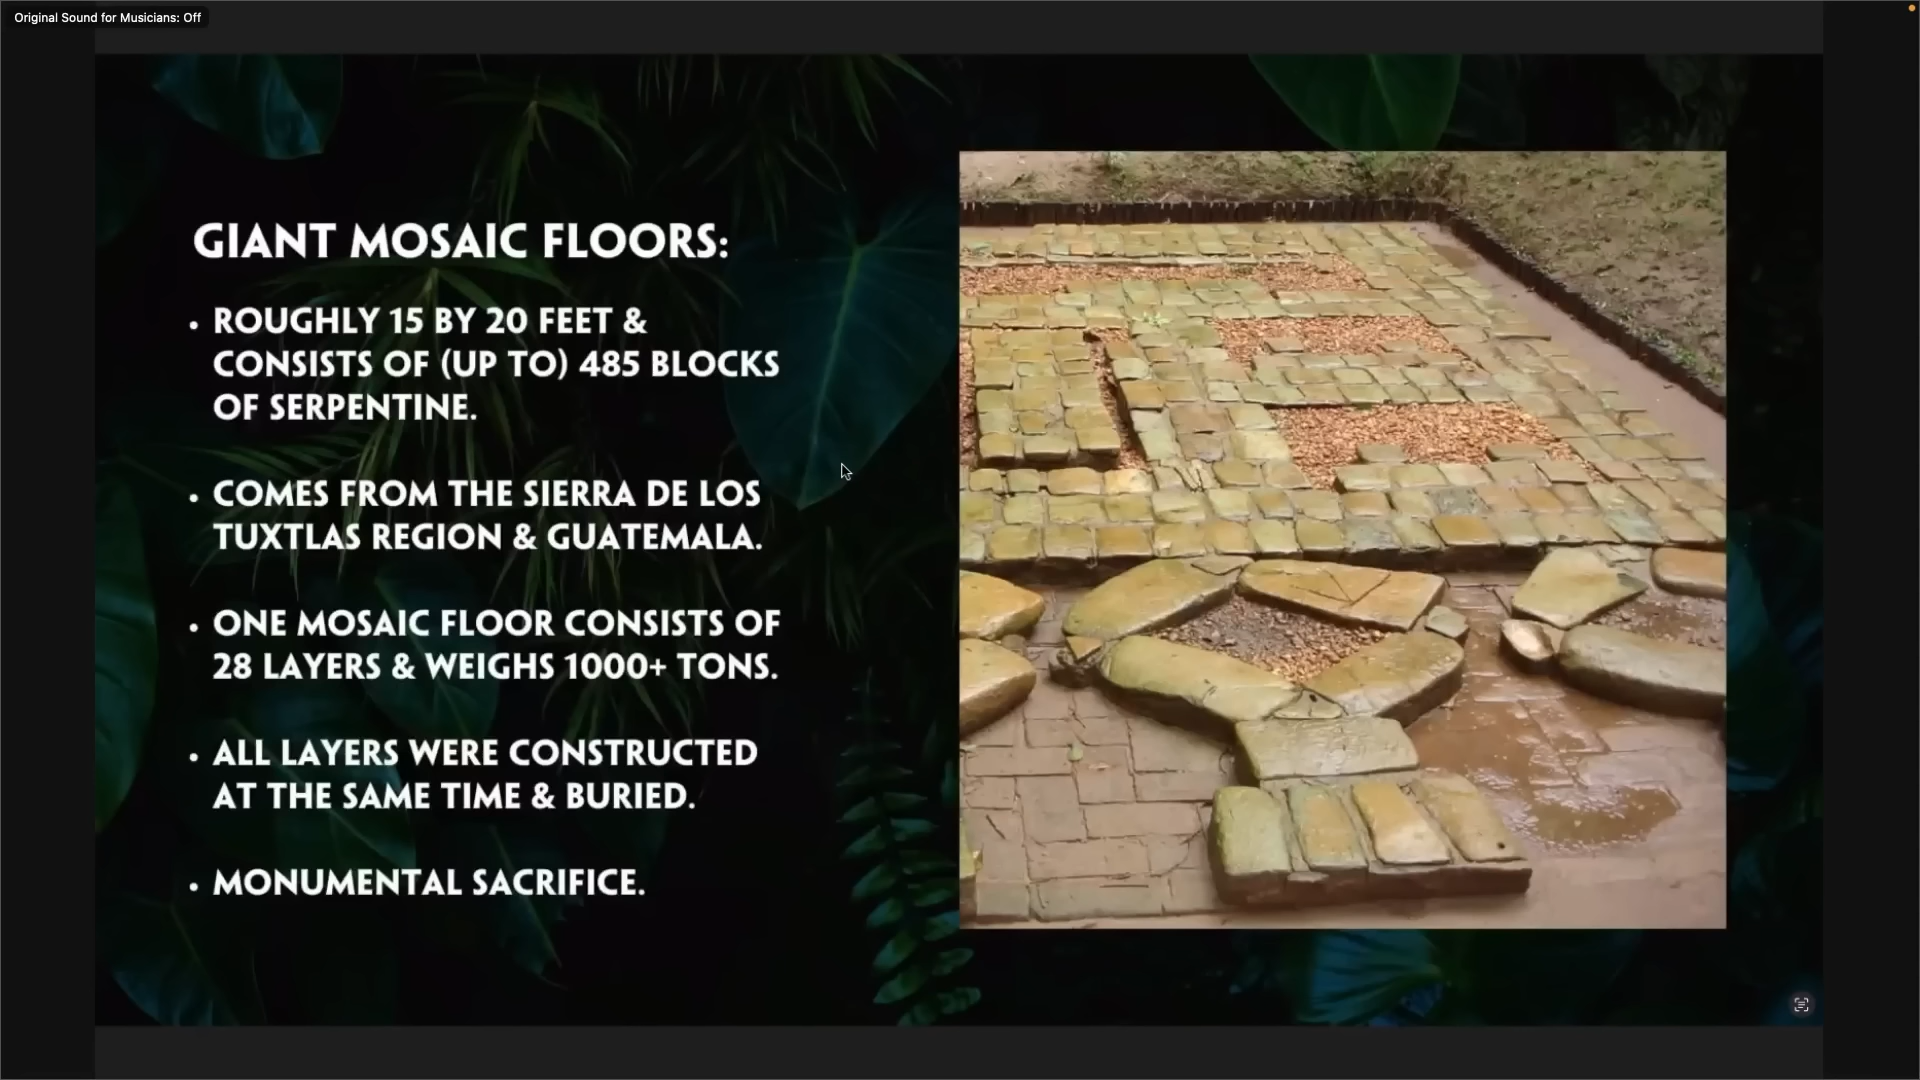 Original Sound for Musicians: Off
GIANT MOSAIC FLOORS:
• ROUGHLY 15 BY 20 FEET &
CONSISTS OF (UP TO) 485 BLOCKS
OF SERPENTINE.
• COMES FROM THE SIERRA DE LOS
TUXTLAS REGION & GUATEMALA.
• ONE MOSAIC FLOOR CONSISTS OF
28 LAYERS & WEIGHS 1000+ TONS.
• ALL LAYERS WERE CONSTRUCTED
AT THE SAME TIME & BURIED.
• MONUMENTAL SACRIFICE.